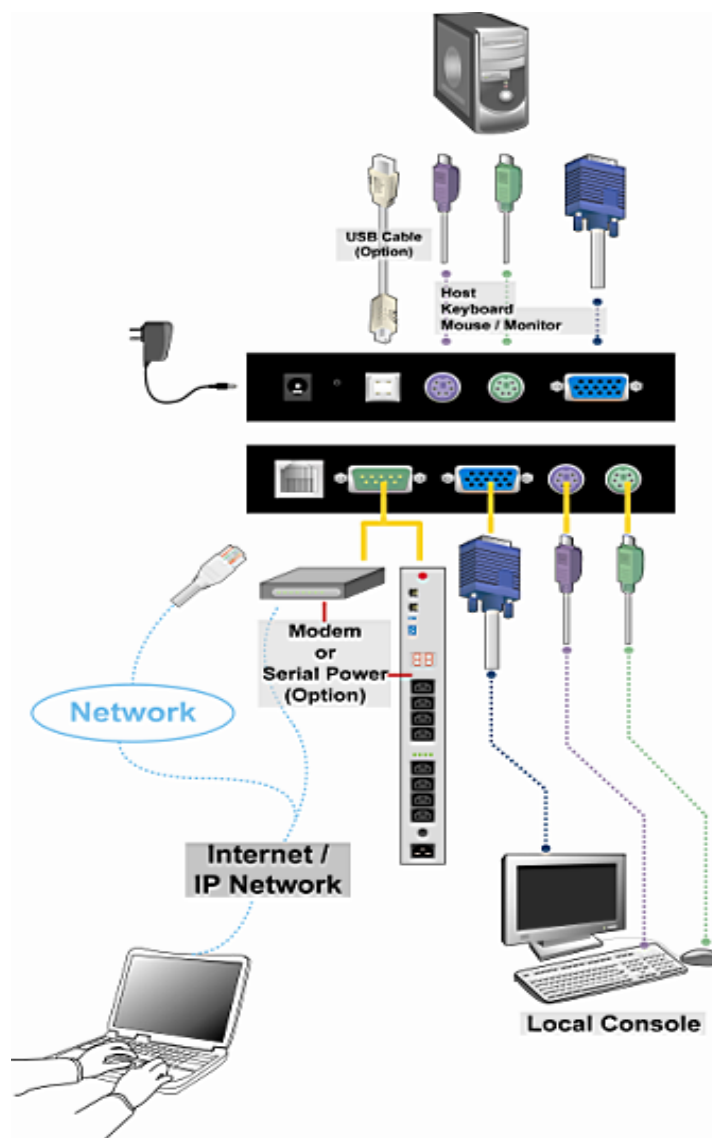 USB Cable
(Option)
Host
Keyboard
Mouse / Monitor
Modem
or
Serial Power
(Option)
Network
Internet /
IP Network
Local Console